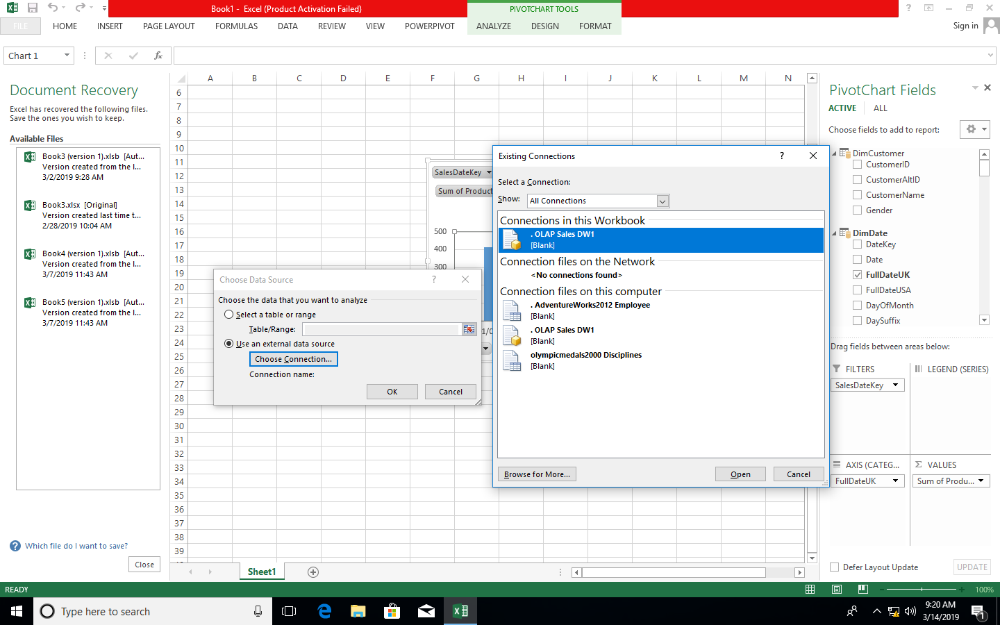 Book1 - Excel (Product Activation Failed)
PIVOTCHART TOOLS
FILE HOME INSERT PAGE LAYOUT FORMULAS DATA REVIEW VIEW POWERPIVOT ANALYZE DESIGN FORMAT
Sign in
Chart 1
fx
A B C D E F G H I J K L M N
6
7
8
9
10
11
12
13
14
15
16
17
18
19
20
21
22
23
24
25
26
27
28
29
30
31
32
33
34
35
36
37
38
39
Document Recovery
Excel has recovered the following files.
Save the ones you wish to keep.
Available Files
Book3 (version 1).xlsb [Aut...
Version created from the l...
3/2/2019 9:28 AM
Book3.xlsx [Original]
Version created last time t...
2/28/2019 10:04 AM
Book4 (version 1).xlsb [Aut...
Version created from the l...
3/7/2019 11:43 AM
Book5 (version 1).xlsb [Aut...
Version created from the l...
3/7/2019 11:43 AM
Which file do I want to save?
Close
SalesDateKey
Sum of Product
500
400
300
1/0
Choose Data Source
?
Choose the data that you want to analyze
Select a table or range
Table/Range:
Use an external data source
Choose Connection...
Connection name:
OK Cancel
Existing Connections
?
Select a Connection:
Show: All Connections
Connections in this Workbook
. OLAP Sales DW1
[Blank]
Connection files on the Network
<No connections found>
Connection files on this computer
. AdventureWorks2012 Employee
[Blank]
. OLAP Sales DW1
[Blank]
olympicmedals2000 Disciplines
[Blank]
Browse for More... Open Cancel
PivotChart Fields
ACTIVE ALL
Choose fields to add to report:
DimCustomer
CustomerID
CustomerAltID
CustomerName
Gender
DimDate
DateKey
Date
FullDateUK
FullDateUSA
DayOfMonth
DaySuffix
Drag fields between areas below:
FILTERS LEGEND (SERIES)
SalesDateKey
AXIS (CATEG... Σ VALUES
FullDateUK Sum of Produ...
Defer Layout Update UPDATE
Sheet1
READY
100%
Type here to search
9:20 AM
3/14/2019
1